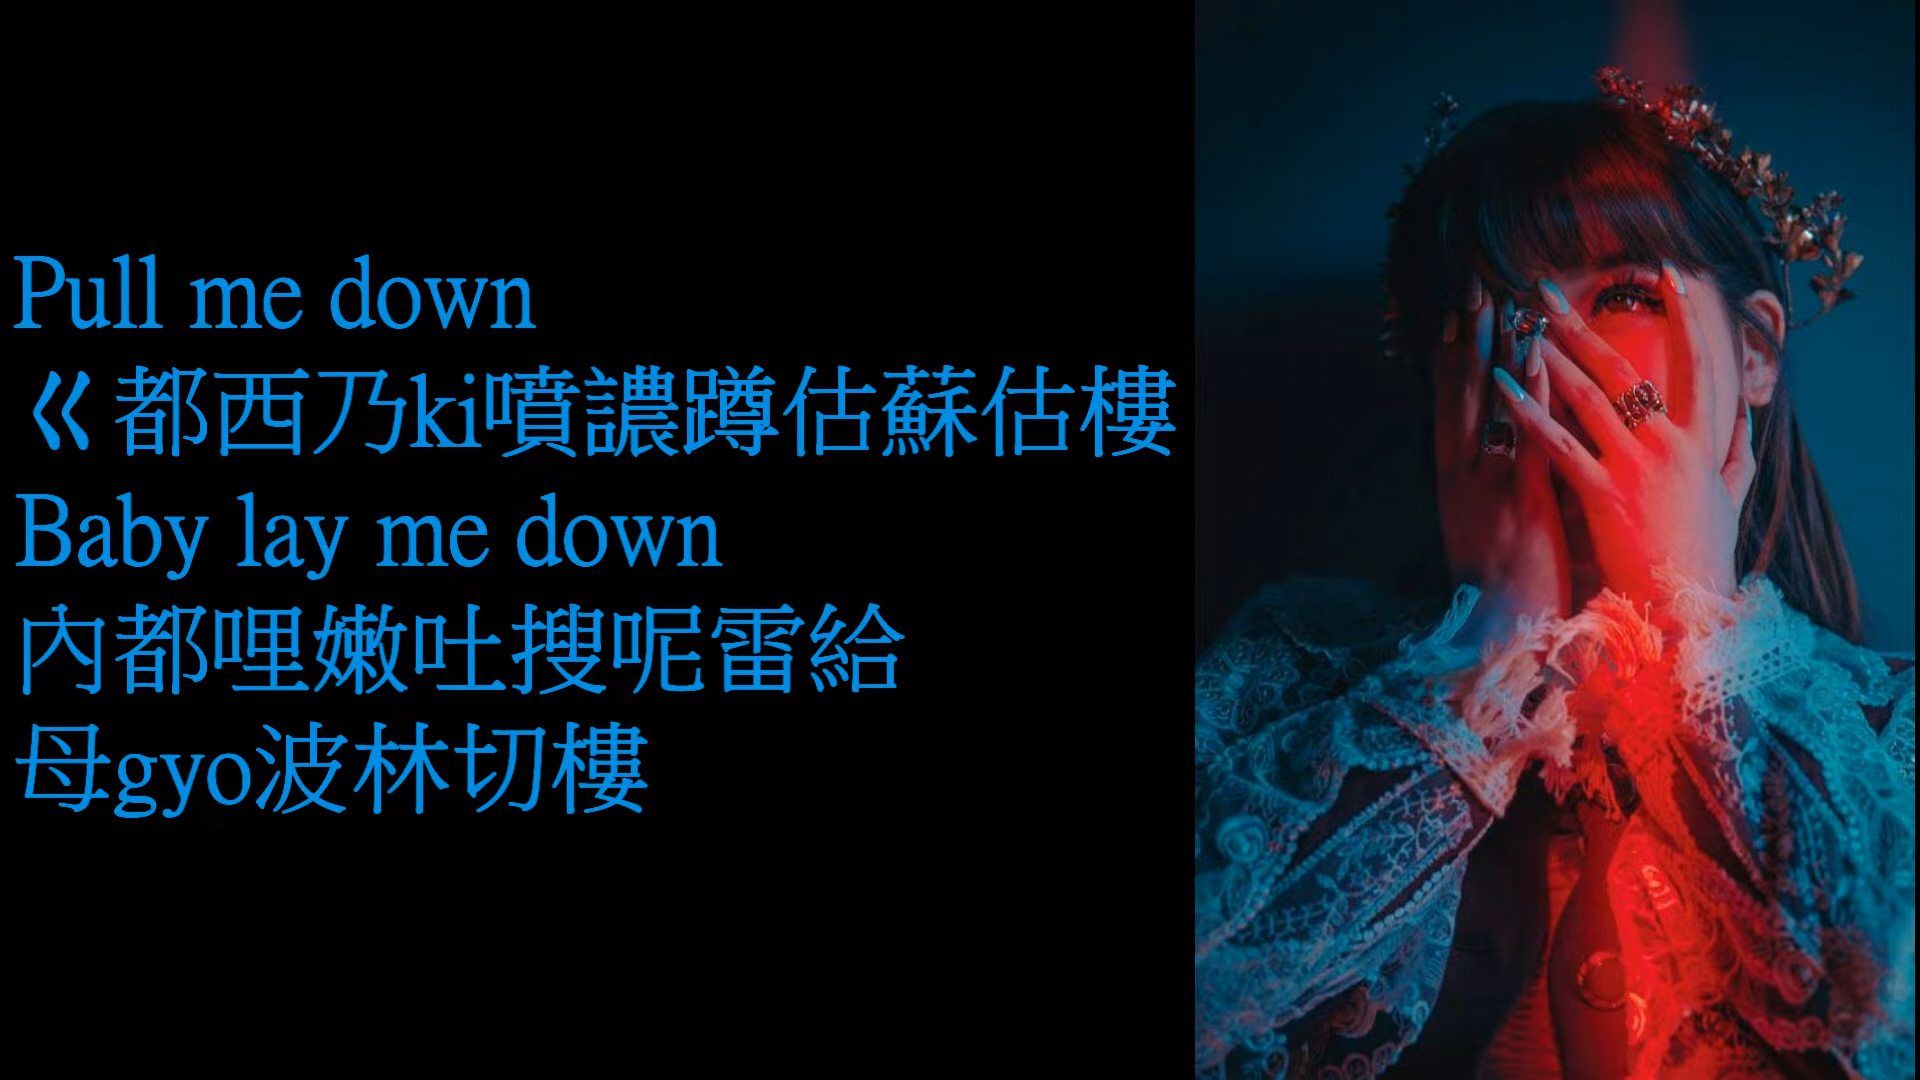 Pull me down
ㄍ都西乃ki噴譨蹲估蘇估樓
Baby lay me down
內都哩嫩吐搜呢雷給
母gyo波林切樓